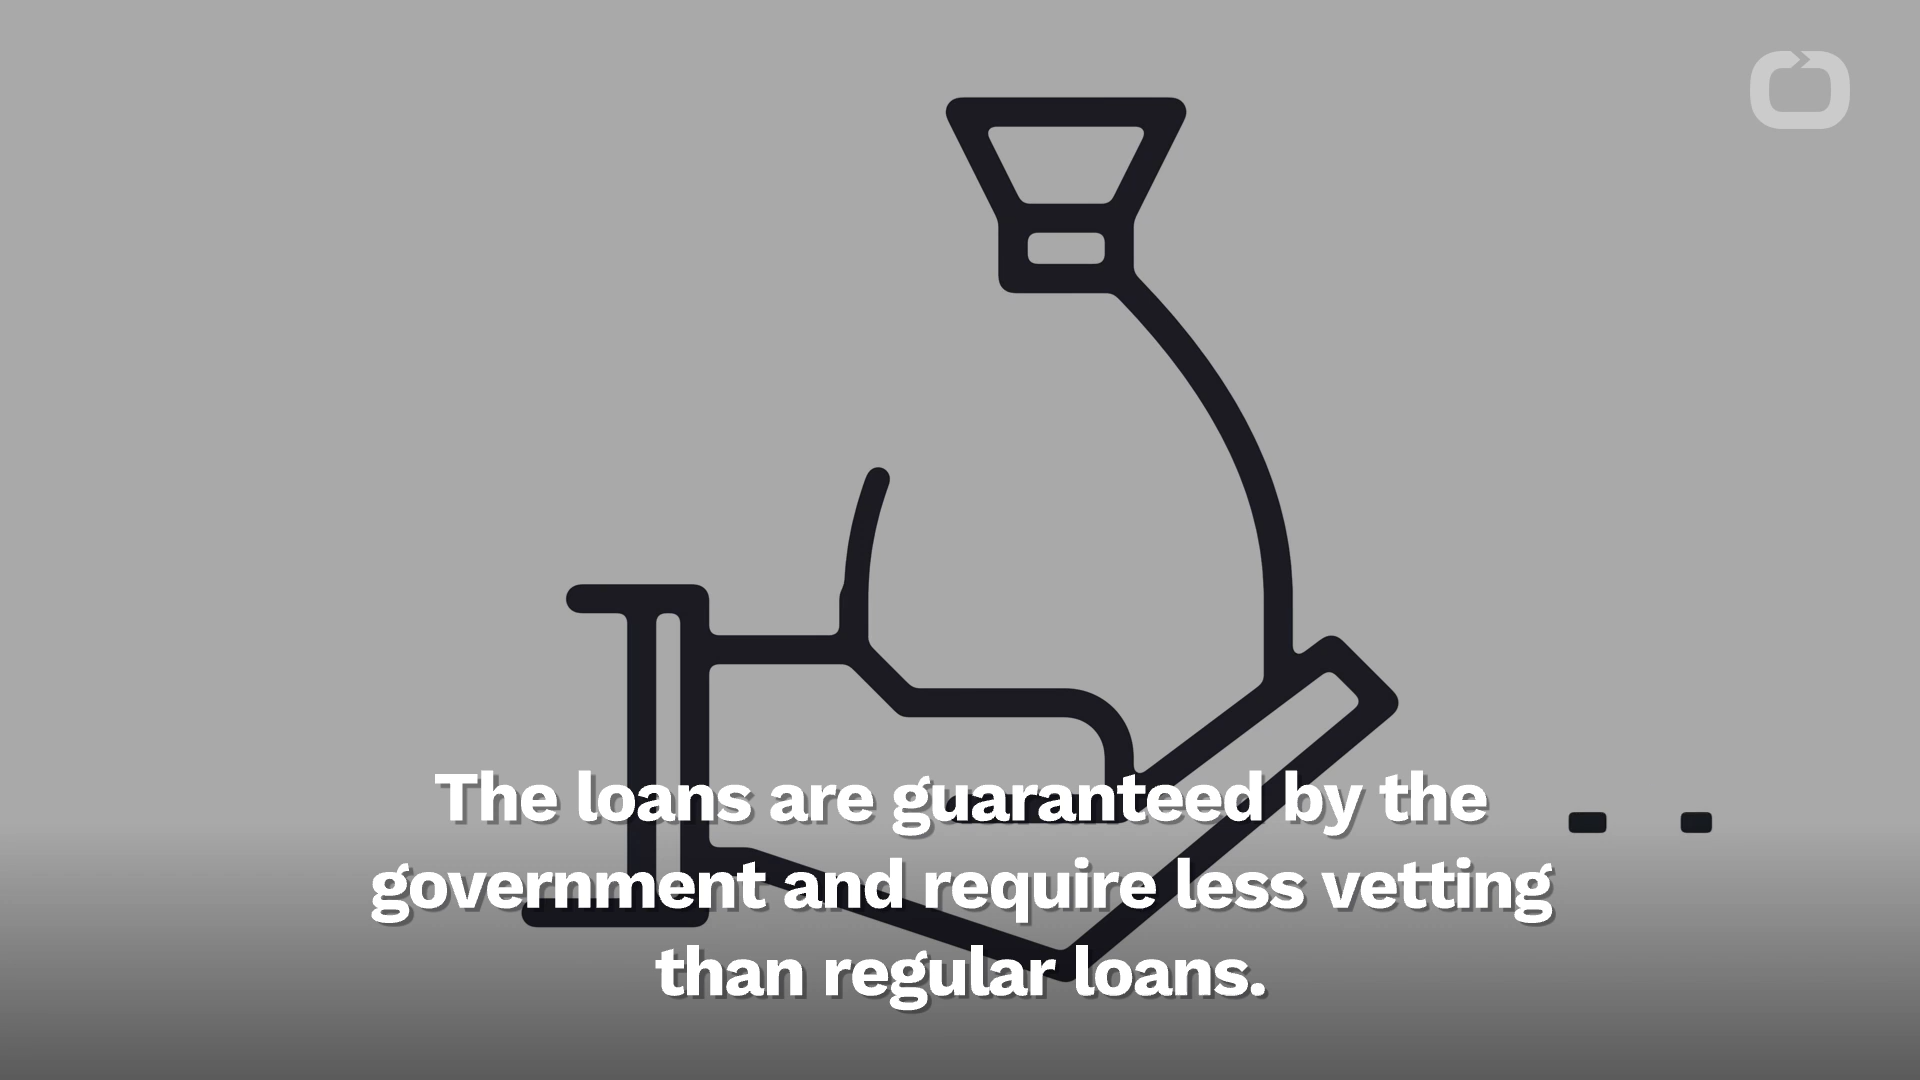 The loans are guaranteed by the
government and require less vetting
than regular loans.